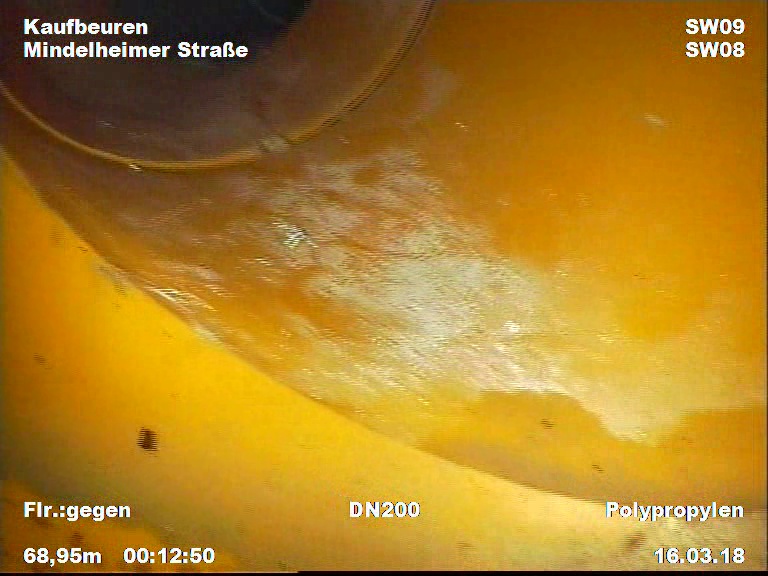 Kaufbeuren
Mindelheimer Straße
SW09
SW08
Flr.:gegen
DN200
Polypropylen
68,95m 00:12:50
16.03.18